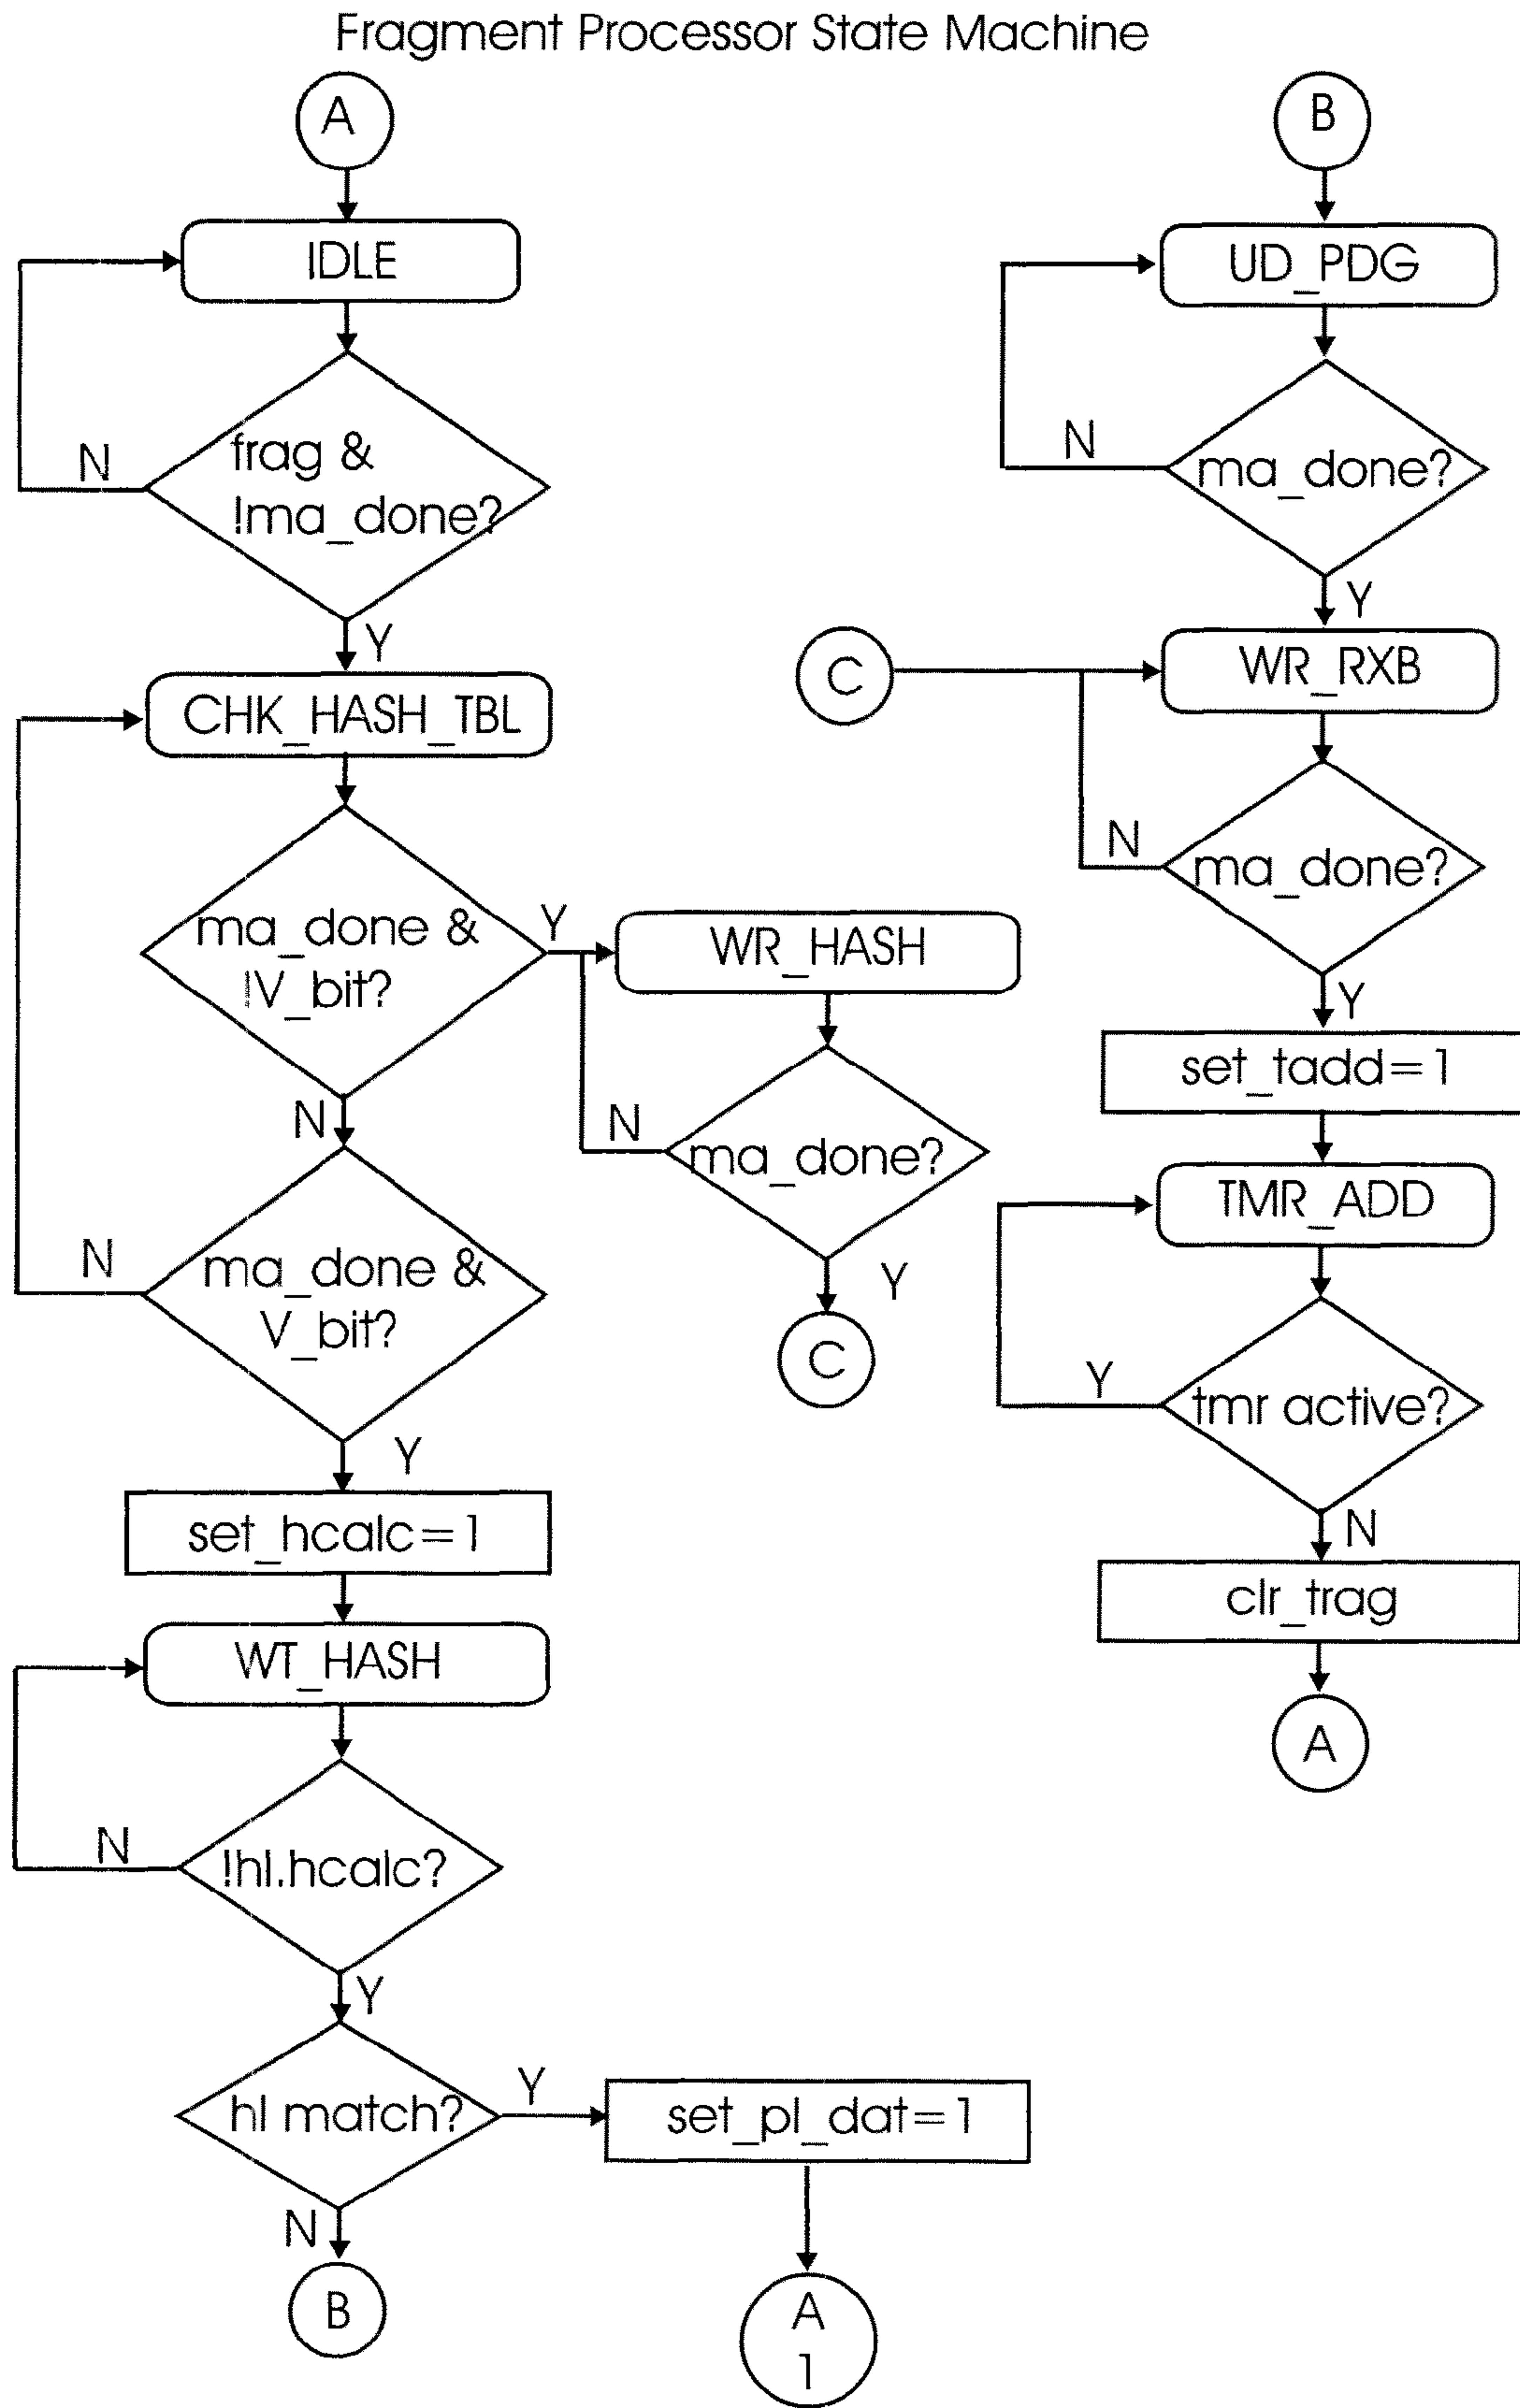 Fragment Processor State Machine
A
IDLE
N
frag &
!ma_done?
Y
CHK_HASH_TBL
ma_done &
!V_bit?
Y
WR_HASH
N
ma_done?
Y
C
N
ma_done &
V_bit?
N
Y
set_hcalc=1
WT_HASH
N
!hl.hcalc?
Y
hl match?
Y
set_pl_dat=1
A
1
N
B
B
UD_PDG
N
ma_done?
Y
C
WR_RXB
N
ma_done?
Y
set_tadd=1
TMR_ADD
Y
tmr active?
N
clr_trag
A